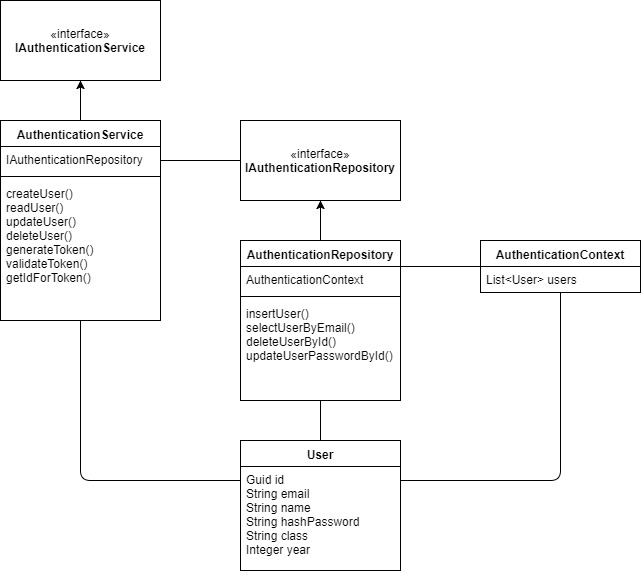 «interface»
IAuthenticationService
AuthenticationService
IAuthenticationRepository
createUser()
readUser()
updateUser()
deleteUser()
generateToken()
validateToken()
getIdForToken()
«interface»
IAuthenticationRepository
AuthenticationRepository
AuthenticationContext
insertUser()
selectUserByEmail()
deleteUserById()
updateUserPasswordById()
AuthenticationContext
List<User> users
User
Guid id
String email
String name
String hashPassword
String class
Integer year